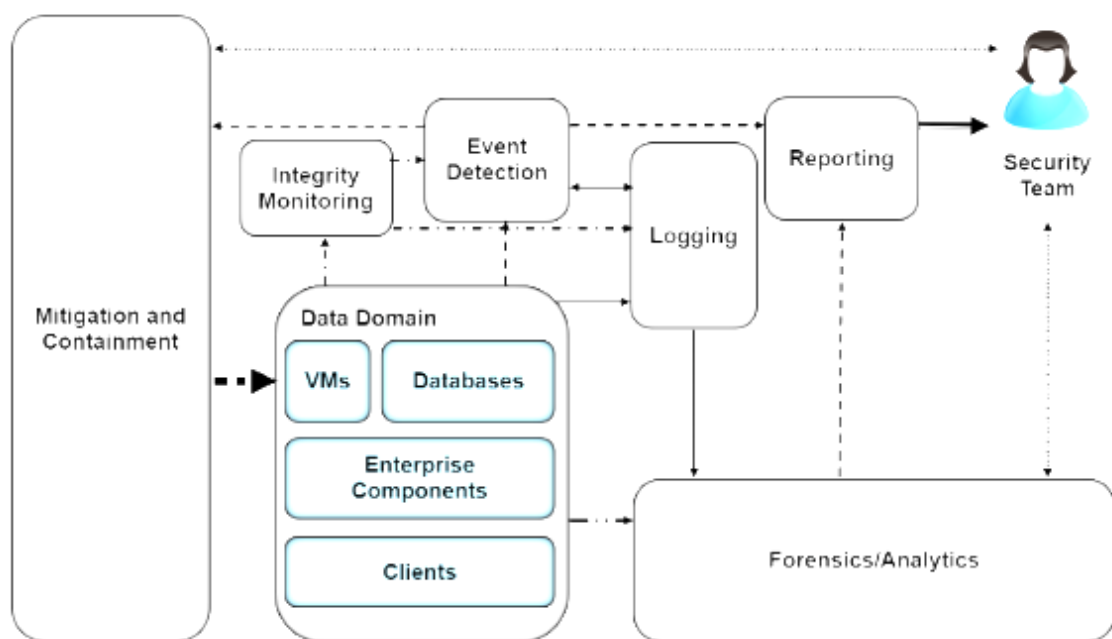 Event
Detection
Reporting
Security
Team
Integrity
Monitoring
Logging
Mitigation and
Containment
Data Domain
VMs
Databases
Enterprise
Components
Clients
Forensics/Analytics